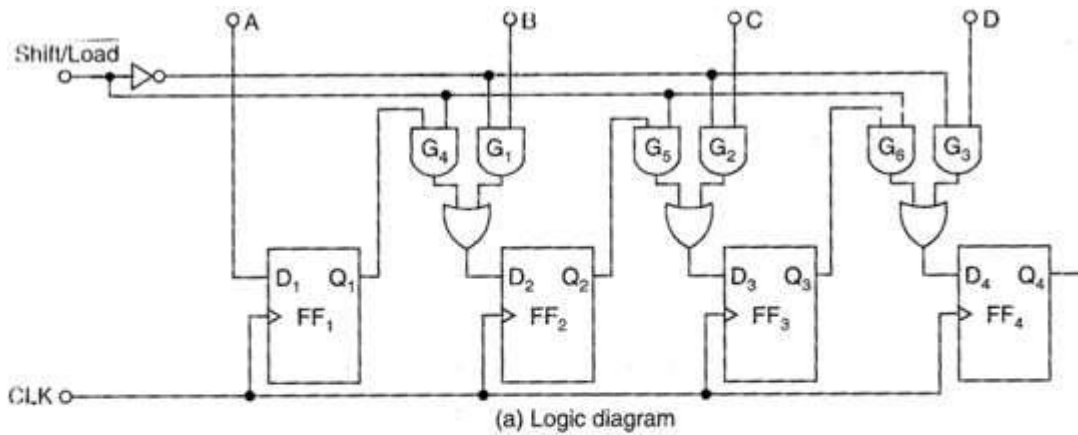 A B C D
Shift/Load
G₄ G₁ G₅ G₂ G₆ G₃
D₁ Q₁ D₂ Q₂ D₃ Q₃ D₄ Q₄
FF₁ FF₂ FF₃ FF₄
CLK
(a) Logic diagram